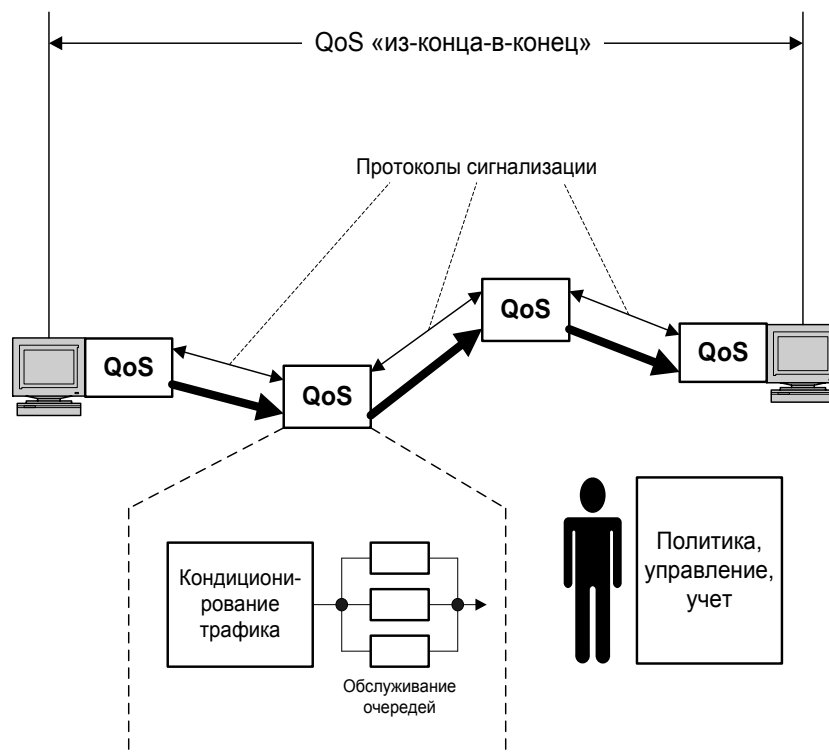 QoS «из-конца-в-конец»
Протоколы сигнализации
QoS
QoS
QoS
QoS
Кондициони-
рование
трафика
Обслуживание
очередей
Политика,
управление,
учет